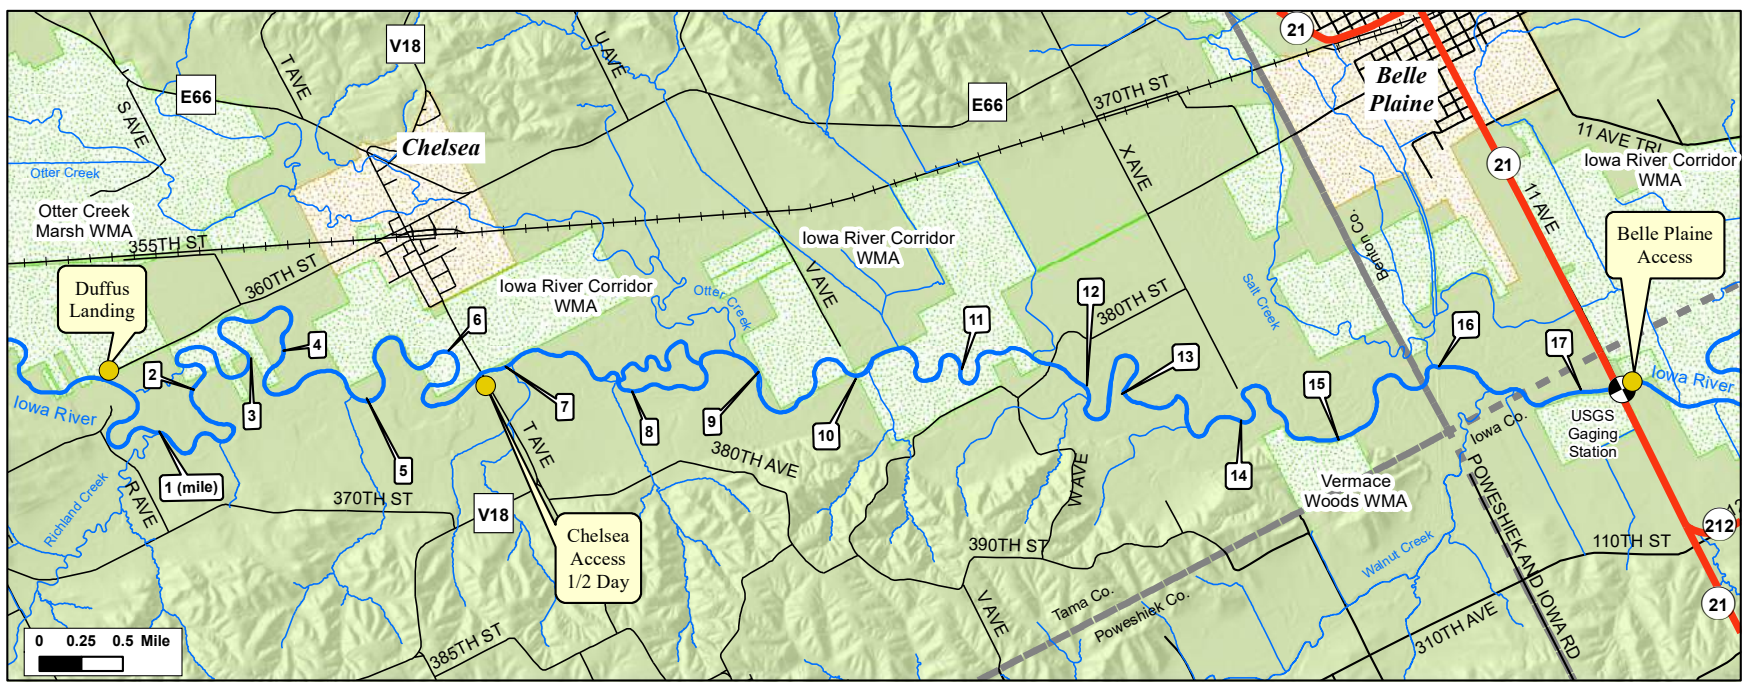 21
V18
T AVE
U AVE
Belle
Plaine
E66
E66
370TH ST
S AVE
11 AVE TRL
Chelsea
21
Iowa River Corridor
WMA
X AVE
Otter Creek
11 AVE
Otter Creek
Marsh WMA
355TH ST
Iowa River Corridor
WMA
Benton Co.
Belle Plaine
Access
360TH ST
Duffus
Landing
Iowa River Corridor
WMA
V AVE
Otter Creek
Salt Creek
12
380TH ST
6
11
16
4
13
17
2
Iowa River
Iowa River
3
7
15
5
8
9
10
14
USGS
Gaging
Station
Iowa Co.
T AVE
380TH AVE
W AVE
1 (mile)
Vermace
Woods WMA
Richland Creek
R AVE
370TH ST
V18
POWESHIEK AND IOWA RD
212
Chelsea
Access
1/2 Day
390TH ST
Walnut Creek
110TH ST
Tama Co.
Poweshiek Co.
V AVE
21
310TH AVE
385TH ST
0 0.25 0.5 Mile